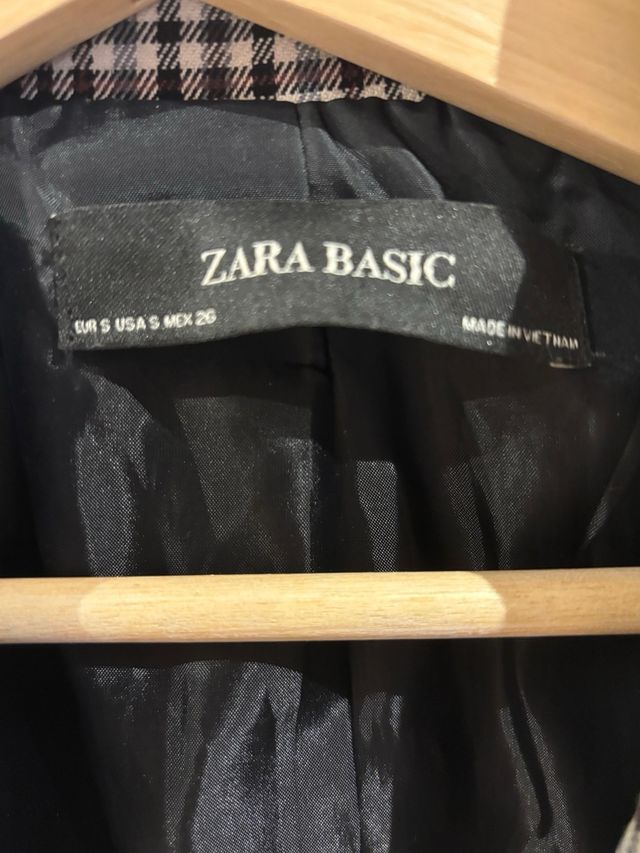 ZARA BASIC
EUR S USA S MEX 26
MADE IN VIETNAM